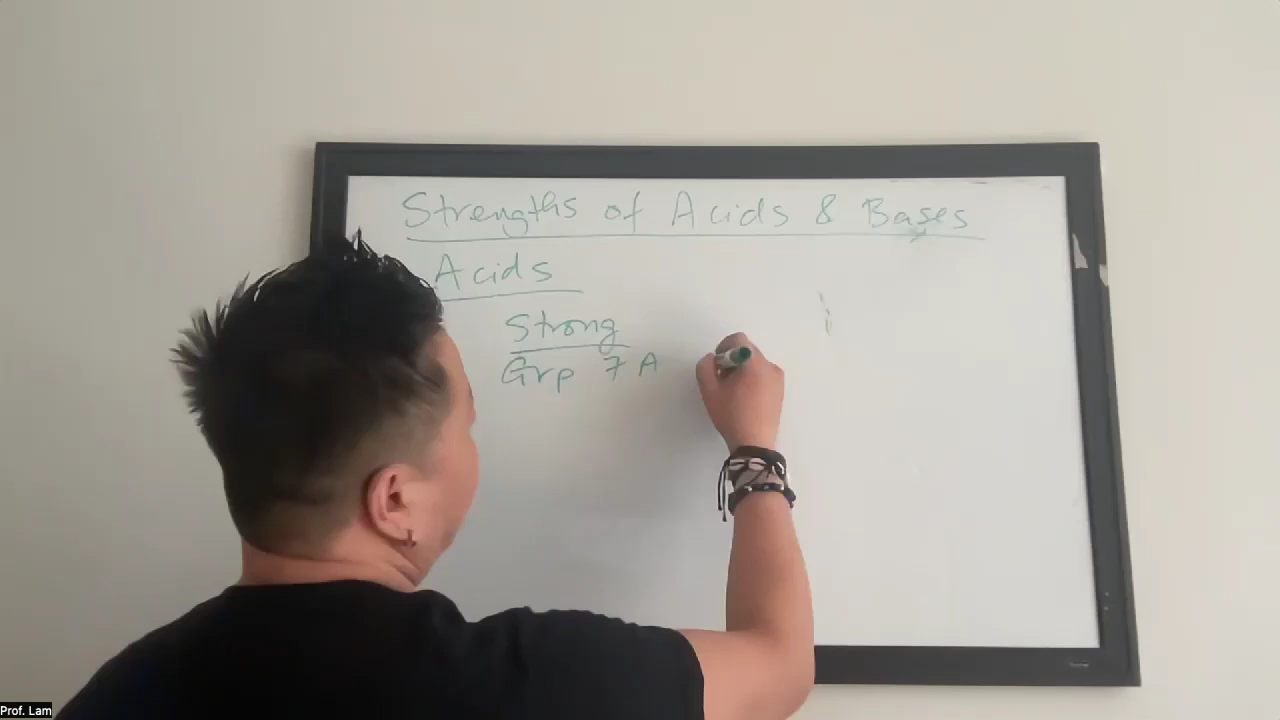 Strengths of Acids & Bases
Acids
Strong
Grp 7A
Prof. Lam